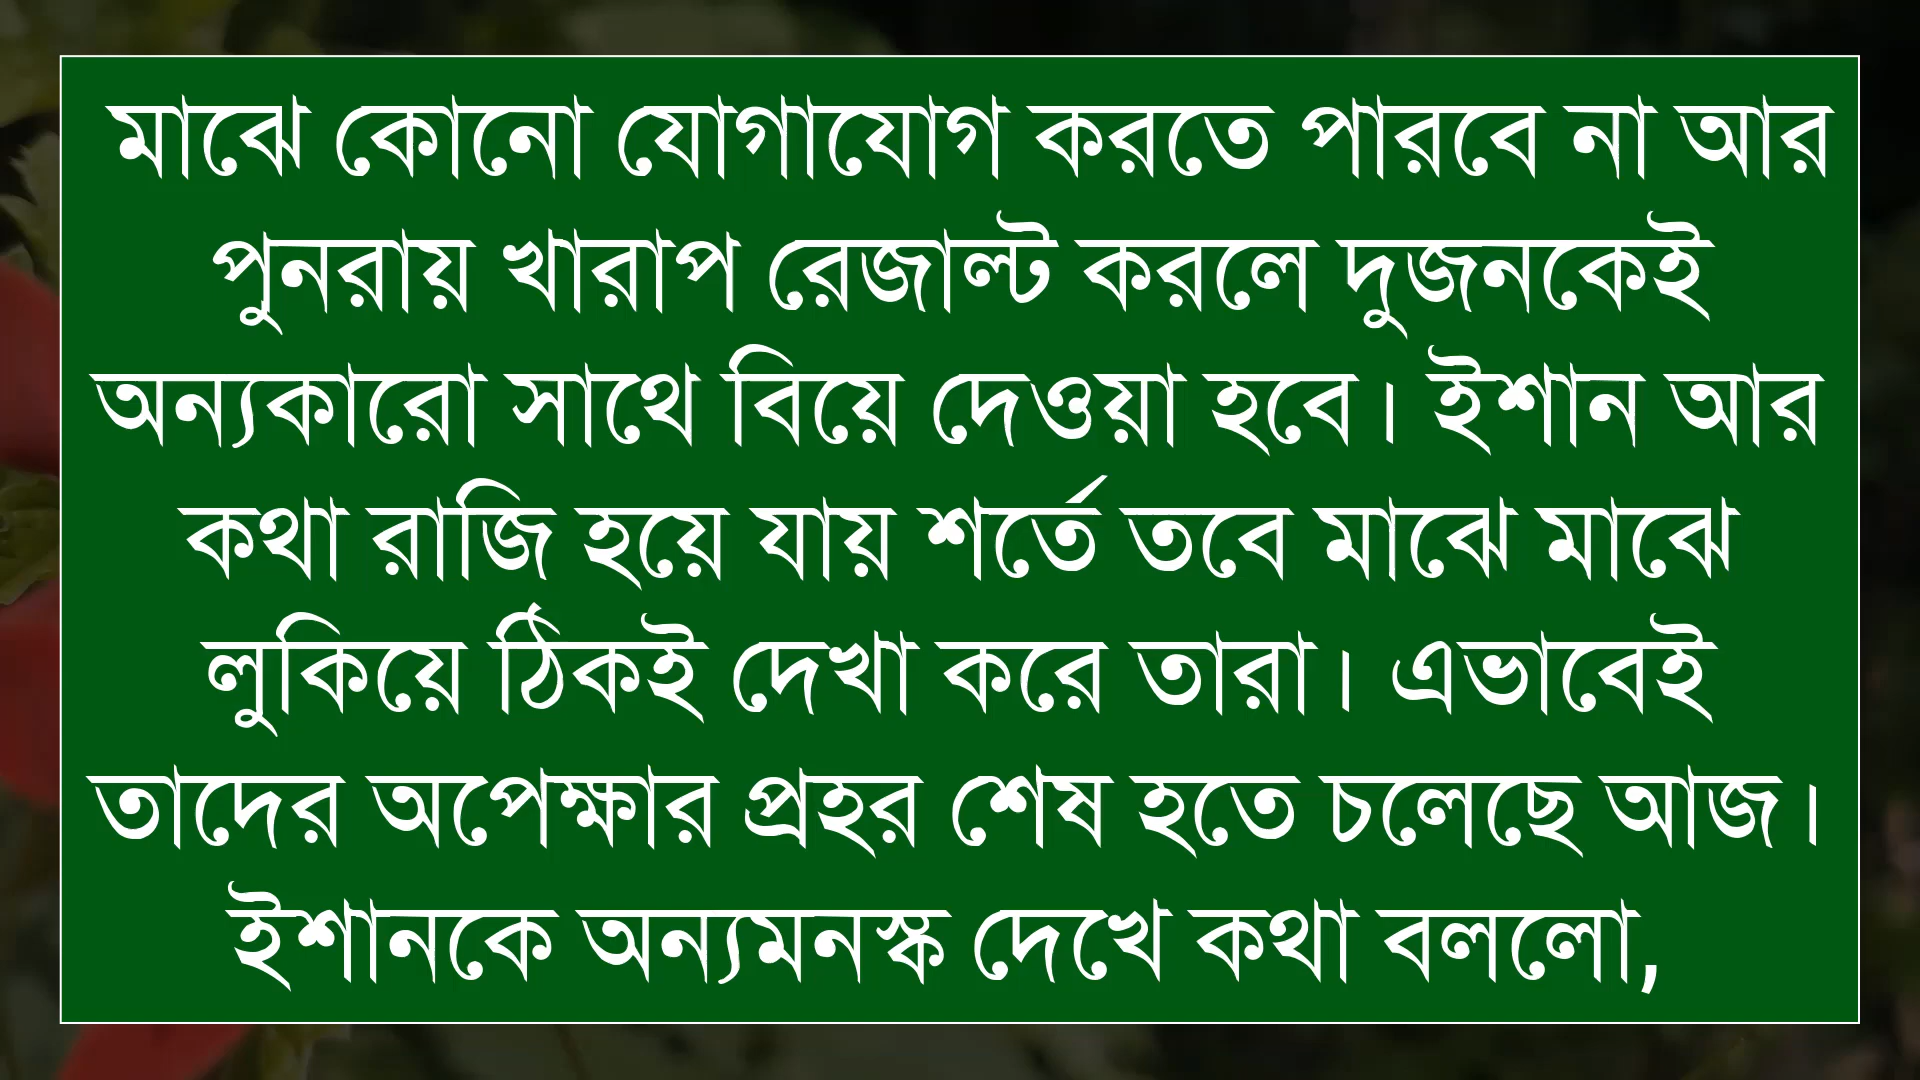 মাঝে কোনো যোগাযোগ করতে পারবে না আর
পুনরায় খারাপ রেজাল্ট করলে দুজনকেই
অন্যকারো সাথে বিয়ে দেওয়া হবে। ইশান আর
কথা রাজি হয়ে যায় শর্তে তবে মাঝে মাঝে
লুকিয়ে ঠিকই দেখা করে তারা। এভাবেই
তাদের অপেক্ষার প্রহর শেষ হতে চলেছে আজ।
ইশানকে অন্যমনস্ক দেখে কথা বললো,